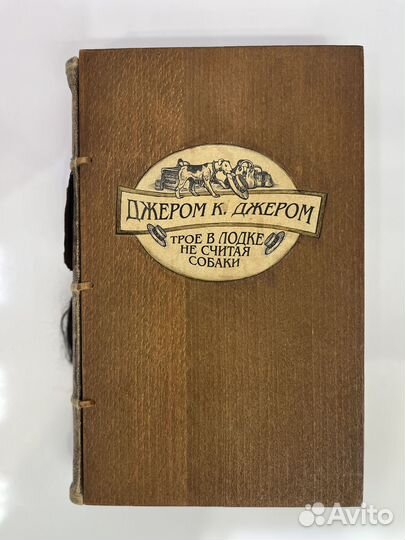 ДЖЕРОМ К. ДЖЕРОМ
ТРОЕ В ЛОДКЕ
НЕ СЧИТАЯ
СОБАКИ
Avito